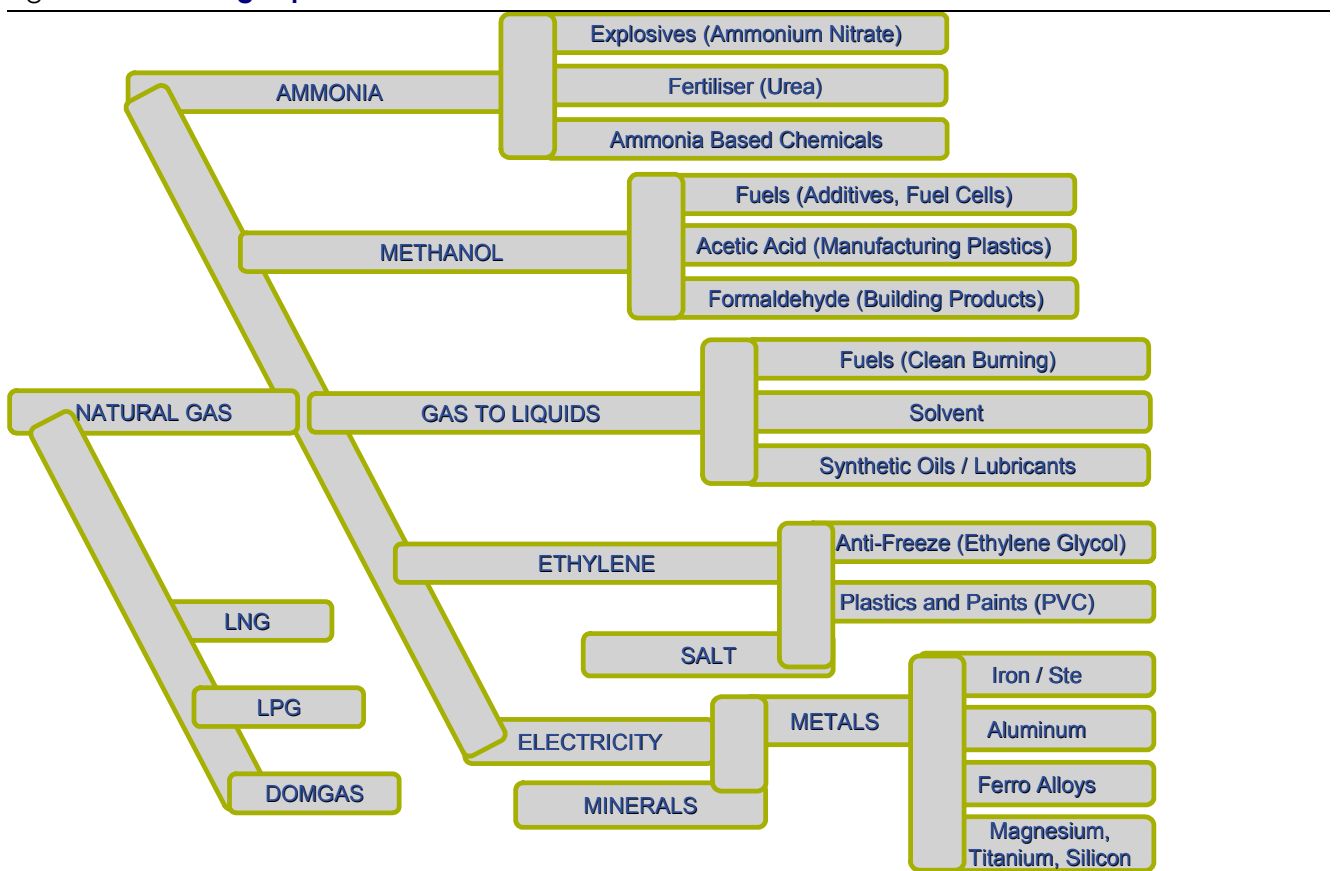 Explosives (Ammonium Nitrate)
AMMONIA
Fertiliser (Urea)
Ammonia Based Chemicals
Fuels (Additives, Fuel Cells)
METHANOL
Acetic Acid (Manufacturing Plastics)
Formaldehyde (Building Products)
Fuels (Clean Burning)
NATURAL GAS
GAS TO LIQUIDS
Solvent
Synthetic Oils / Lubricants
Anti-Freeze (Ethylene Glycol)
ETHYLENE
Plastics and Paints (PVC)
LNG
SALT
Iron / Ste
LPG
METALS
Aluminum
ELECTRICITY
Ferro Alloys
DOMGAS
MINERALS
Magnesium,
Titanium, Silicon